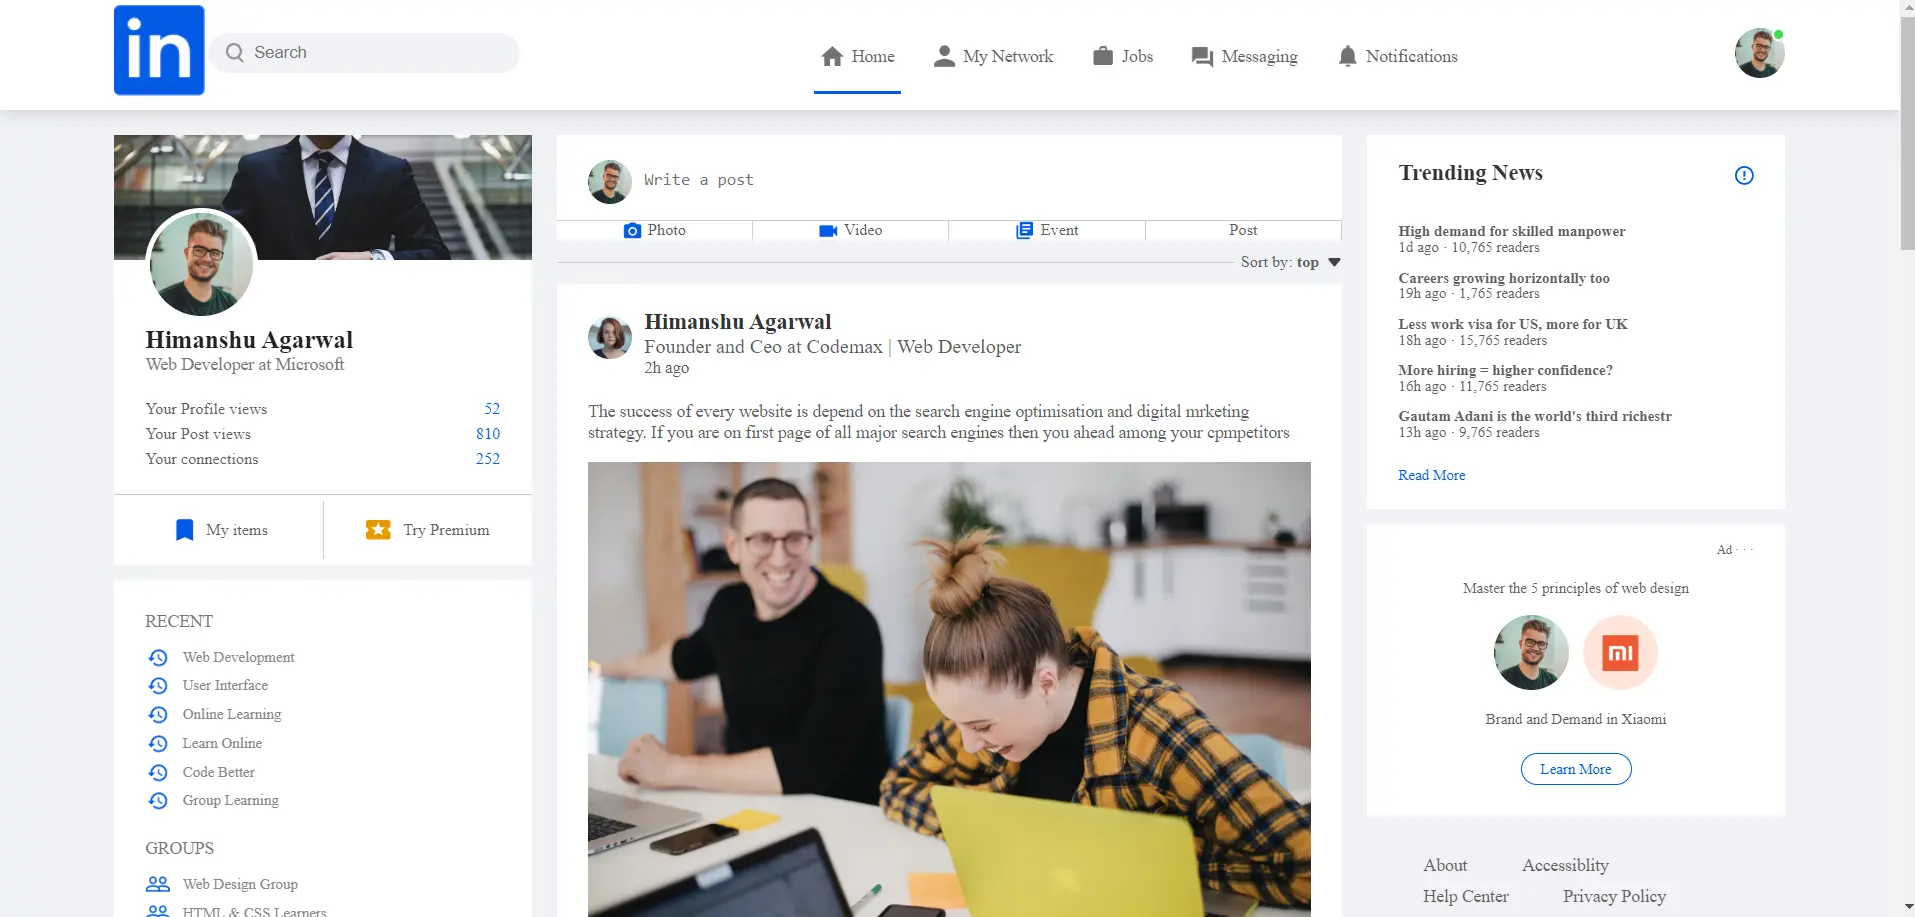 in
Search
Home
My Network
Jobs
Messaging
Notifications
Himanshu Agarwal
Web Developer at Microsoft
Your Profile views 52
Your Post views 810
Your connections 252
My items
Try Premium
RECENT
Web Development
User Interface
Online Learning
Learn Online
Code Better
Group Learning
GROUPS
Web Design Group
HTML & CSS Learners
Write a post
Photo
Video
Event
Post
Sort by: top
Himanshu Agarwal
Founder and Ceo at Codemax | Web Developer
2h ago
The success of every website is depend on the search engine optimisation and digital mrketing
strategy. If you are on first page of all major search engines then you ahead among your cpmpetitors
Trending News
High demand for skilled manpower
1d ago · 10,765 readers
Careers growing horizontally too
19h ago · 1,765 readers
Less work visa for US, more for UK
18h ago · 15,765 readers
More hiring = higher confidence?
16h ago · 11,765 readers
Gautam Adani is the world's third richestr
13h ago · 9,765 readers
Read More
Ad · · ·
Master the 5 principles of web design
mi
Brand and Demand in Xiaomi
Learn More
About
Accessiblity
Help Center
Privacy Policy